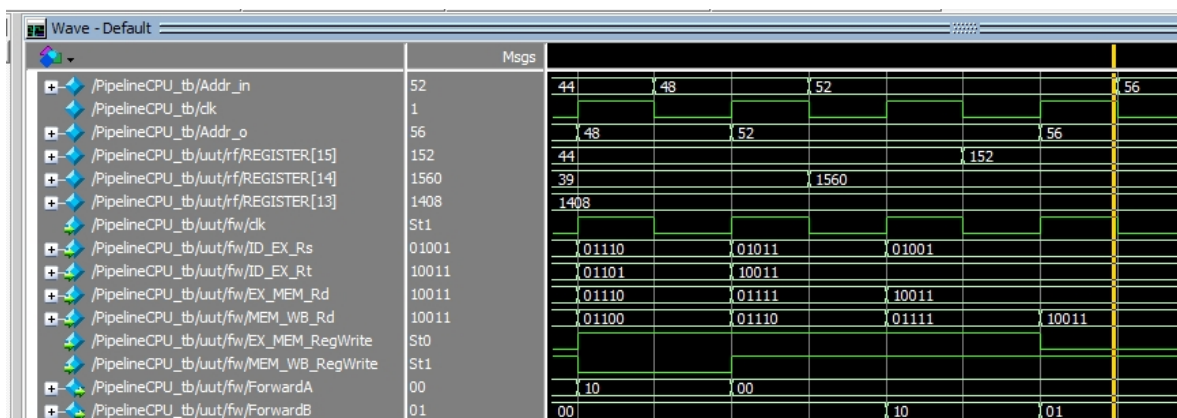 Wave - Default
Msgs
/PipelineCPU_tb/Addr_in 52 44 48 52 56
/PipelineCPU_tb/clk 1
/PipelineCPU_tb/Addr_o 56 48 52 56
/PipelineCPU_tb/uut/rf/REGISTER[15] 152 44 152
/PipelineCPU_tb/uut/rf/REGISTER[14] 1560 39 1560
/PipelineCPU_tb/uut/rf/REGISTER[13] 1408 1408
/PipelineCPU_tb/uut/fw/clk St1
/PipelineCPU_tb/uut/fw/ID_EX_Rs 01001 01110 01011 01001
/PipelineCPU_tb/uut/fw/ID_EX_Rt 10011 01101 10011
/PipelineCPU_tb/uut/fw/EX_MEM_Rd 10011 01110 01111 10011
/PipelineCPU_tb/uut/fw/MEM_WB_Rd 10011 01100 01110 01111 10011
/PipelineCPU_tb/uut/fw/EX_MEM_RegWrite St0
/PipelineCPU_tb/uut/fw/MEM_WB_RegWrite St1
/PipelineCPU_tb/uut/fw/ForwardA 00 10 00
/PipelineCPU_tb/uut/fw/ForwardB 01 00 10 01